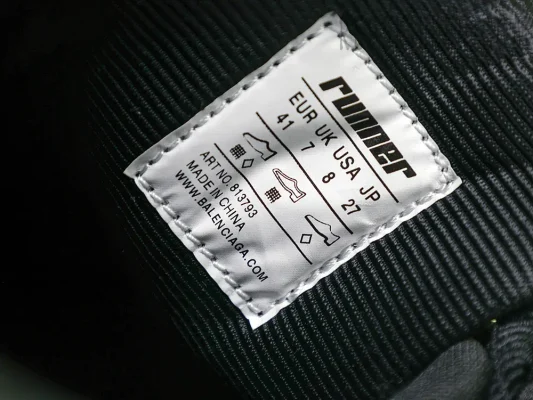 runner
EUR UK USA JP
41 7 8 27
ART NO 813793
MADE IN CHINA
WWW.BALENCIAGA.COM